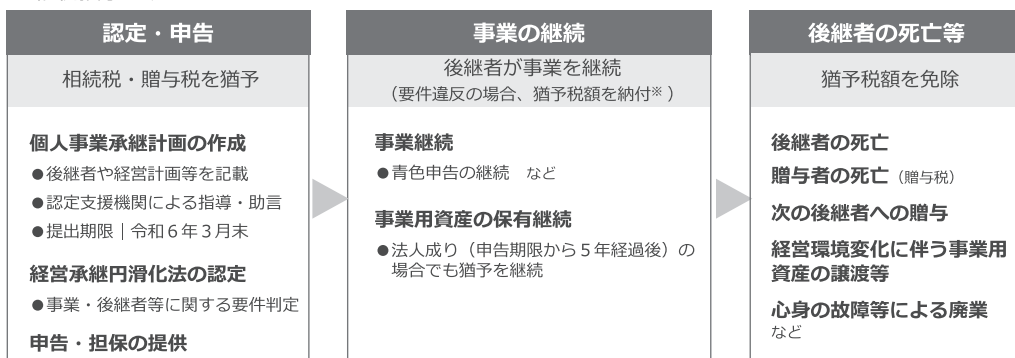 認定・申告
相続税・贈与税を猶予
個人事業承継計画の作成
●後継者や経営計画等を記載
●認定支援機関による指導・助言
●提出期限｜令和６年３月末
経営承継円滑化法の認定
●事業・後継者等に関する要件判定
申告・担保の提供
事業の継続
後継者が事業を継続
（要件違反の場合、猶予税額を納付※ ）
事業継続
●青色申告の継続　など
事業用資産の保有継続
●法人成り（申告期限から５年経過後）の
場合でも猶予を継続
後継者の死亡等
猶予税額を免除
後継者の死亡
贈与者の死亡（贈与税）
次の後継者への贈与
経営環境変化に伴う事業用
資産の譲渡等
心身の故障等による廃業
など